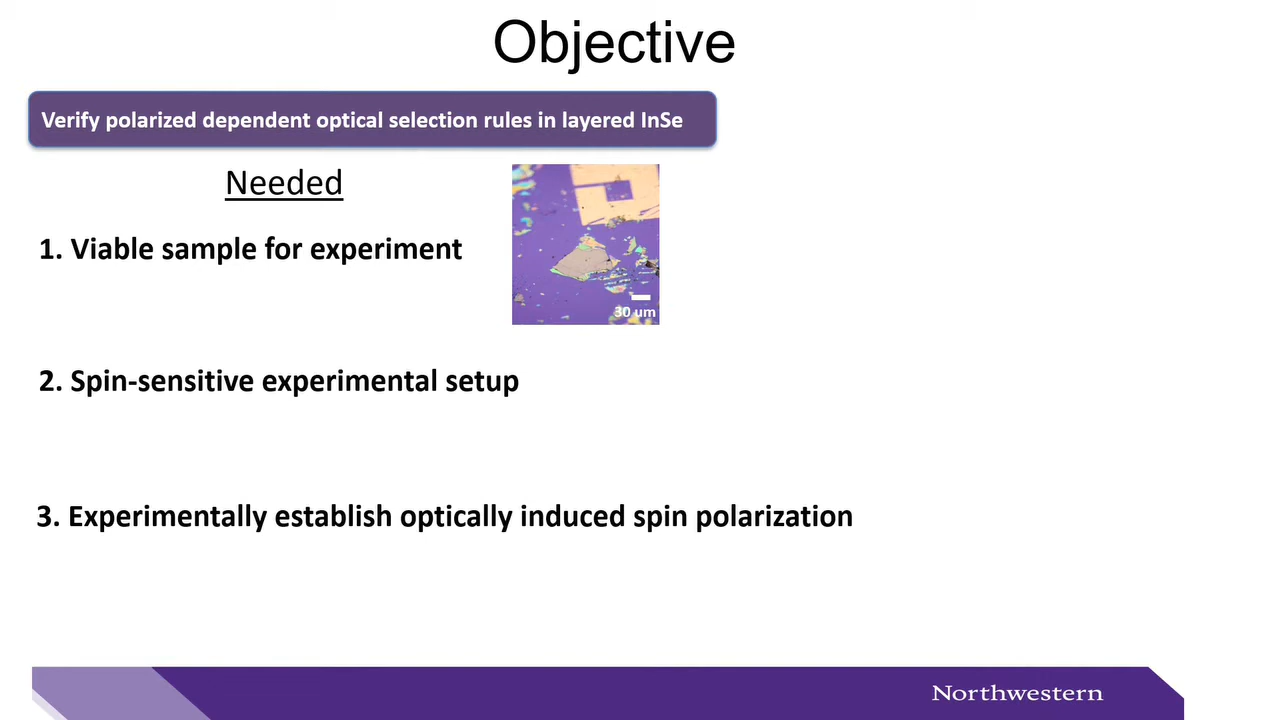 Objective
Verify polarized dependent optical selection rules in layered InSe
Needed
1. Viable sample for experiment
30 um
2. Spin-sensitive experimental setup
3. Experimentally establish optically induced spin polarization
Northwestern